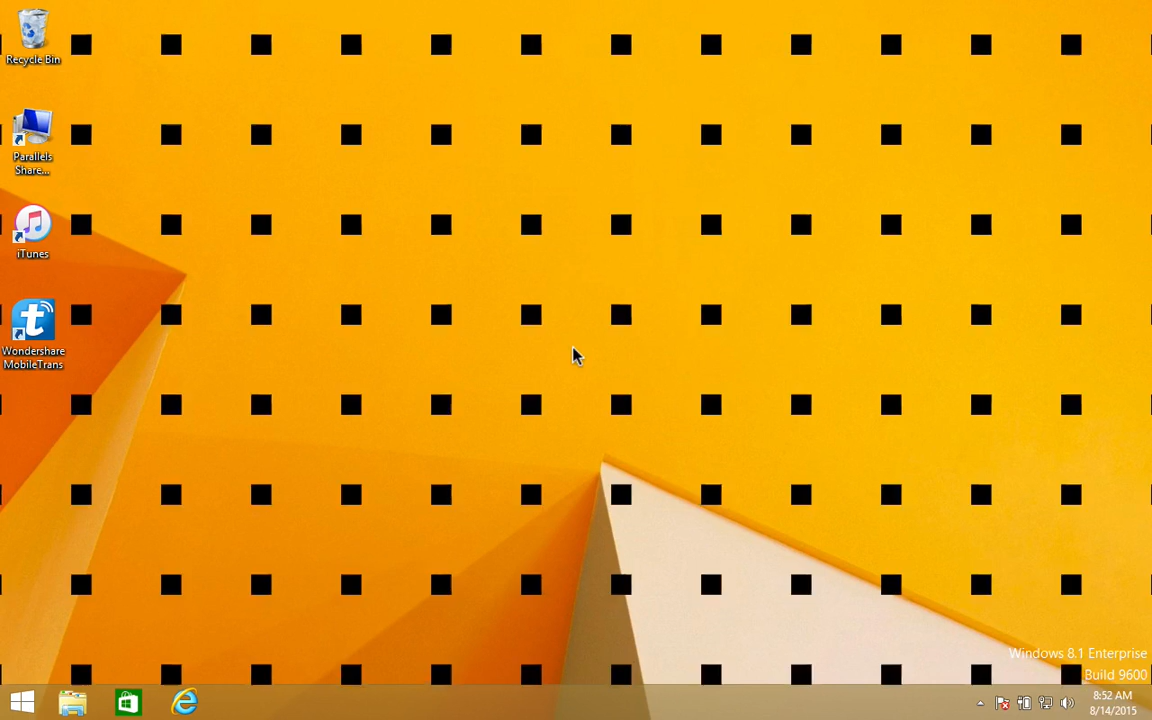 Recycle Bin
Parallels
Share...
iTunes
Wondershare
MobileTrans
Windows 8.1 Enterprise
Build 9600
8:52 AM
8/14/2015